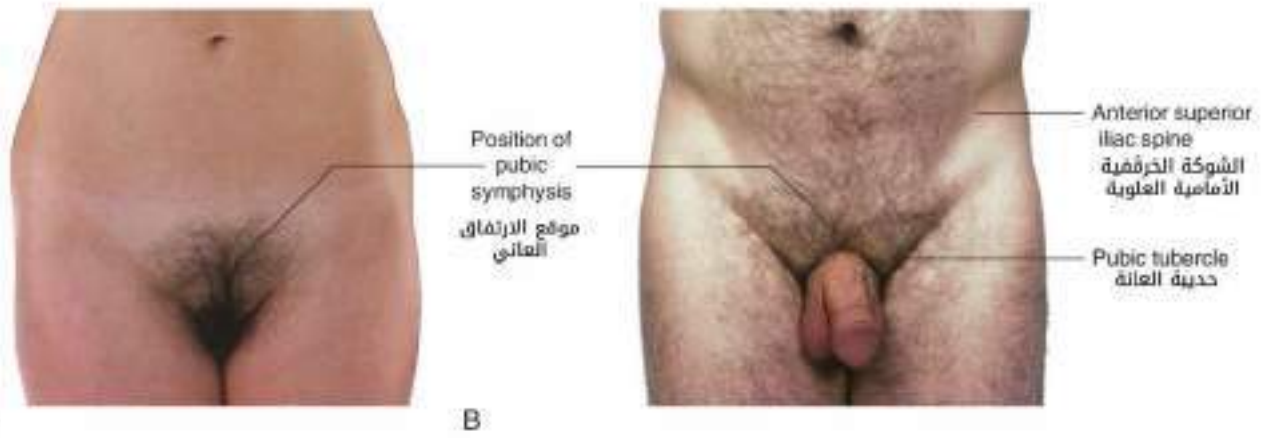 Position of
pubic
symphysis
موقع الارتفاق
العاني
Anterior superior
iliac spine
الشوكة الحرقفية
الأمامية العلوية
Pubic tubercle
حديبة العانة
B